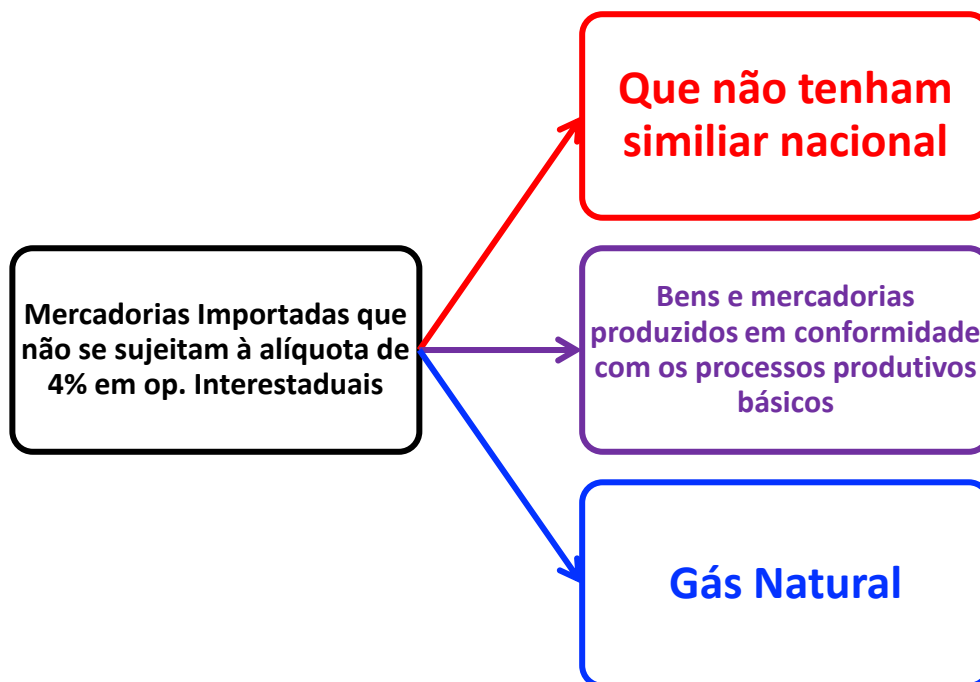 Que não tenham
similiar nacional
Mercadorias Importadas que
não se sujeitam à alíquota de
4% em op. Interestaduais
Bens e mercadorias
produzidos em conformidade
com os processos produtivos
básicos
Gás Natural